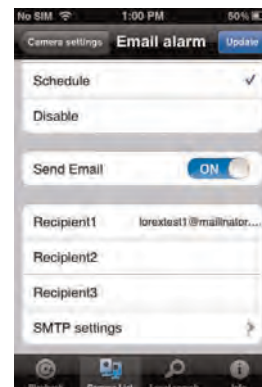 No SIM 1:00 PM 50%
Camera settings Email alarm Update
Schedule
Disable
Send Email ON
Recipient1 lorextest1@mailinator....
Recipient2
Recipient3
SMTP settings